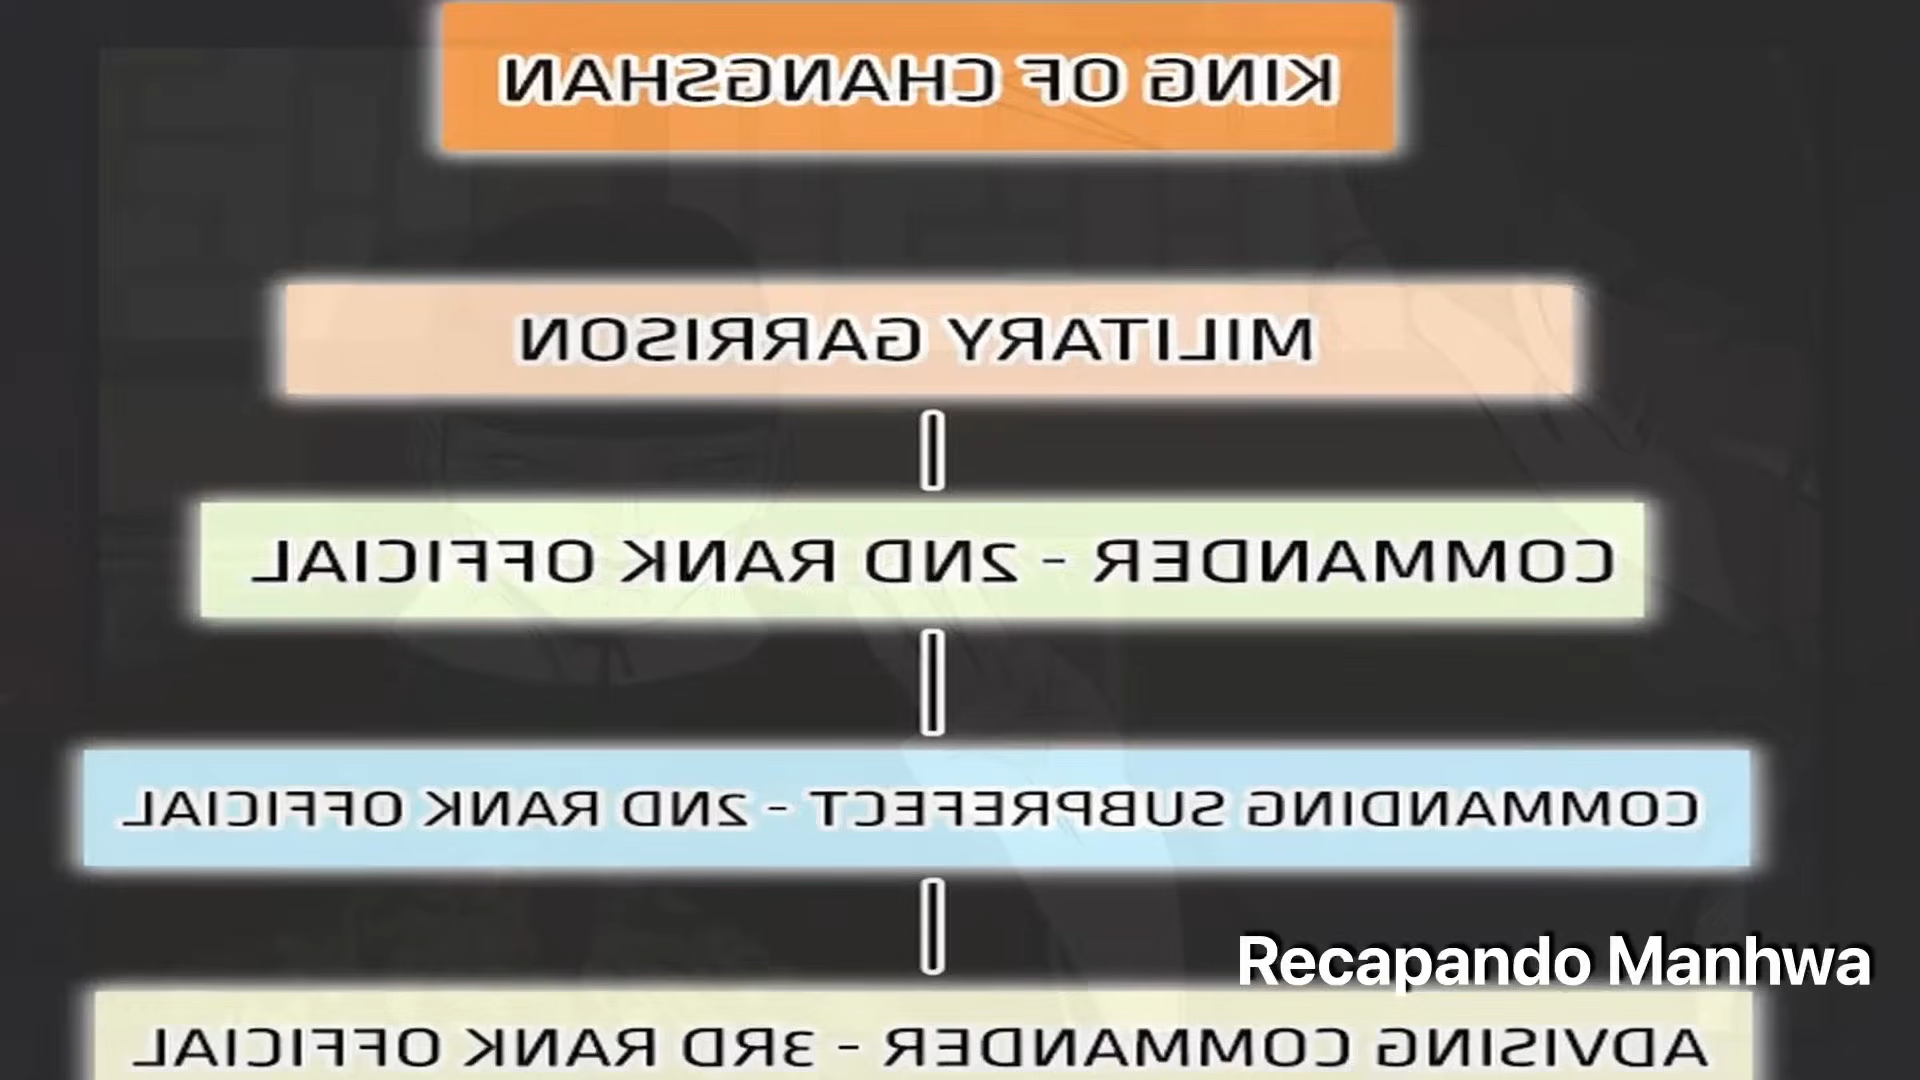 KING OF CHANGSHAN
MILITARY GARRISON
COMMANDER - 2ND RANK OFFICIAL
COMMANDING SUBPREFECT - 2ND RANK OFFICIAL
Recapando Manhwa
ADVISING COMMANDER - 3RD RANK OFFICIAL